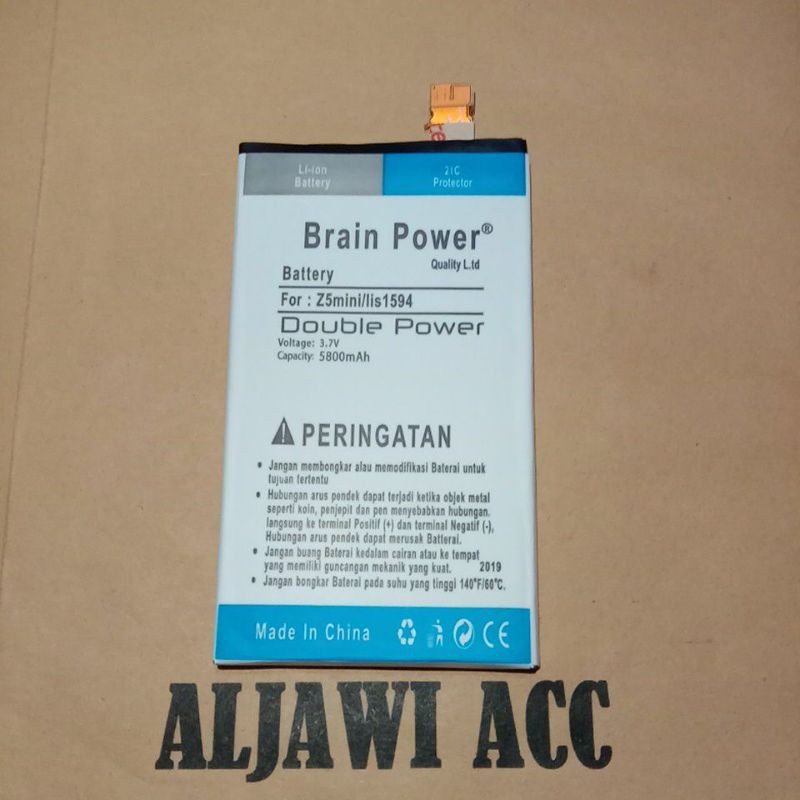 Li-ion
Battery
2IC
Protector
Brain Power®
Quality L.td
Battery
For : Z5mini/lis1594
Double Power
Voltage: 3.7V
Capacity: 5800mAh
PERINGATAN
• Jangan membongkar alau memodifikasi Baterai untuk
tujuan tertentu
• Hubungan arus pendek dapat terjadi ketika objek metal
seperti koin, penjepit dan pen menyebabkan hubungan.
langsung ke terminal Positif (+) dan terminal Negatif (-),
Hubungan arus pendek dapat merusak Batterai.
• Jangan buang Baterai kedalam cairan atau ke tempat
yang memiliki guncangan mekanik yang kuat. 2019
• Jangan bongkar Baterai pada suhu yang tinggi 140°F/60°C.
Made In China
CE
ALJAWI ACC